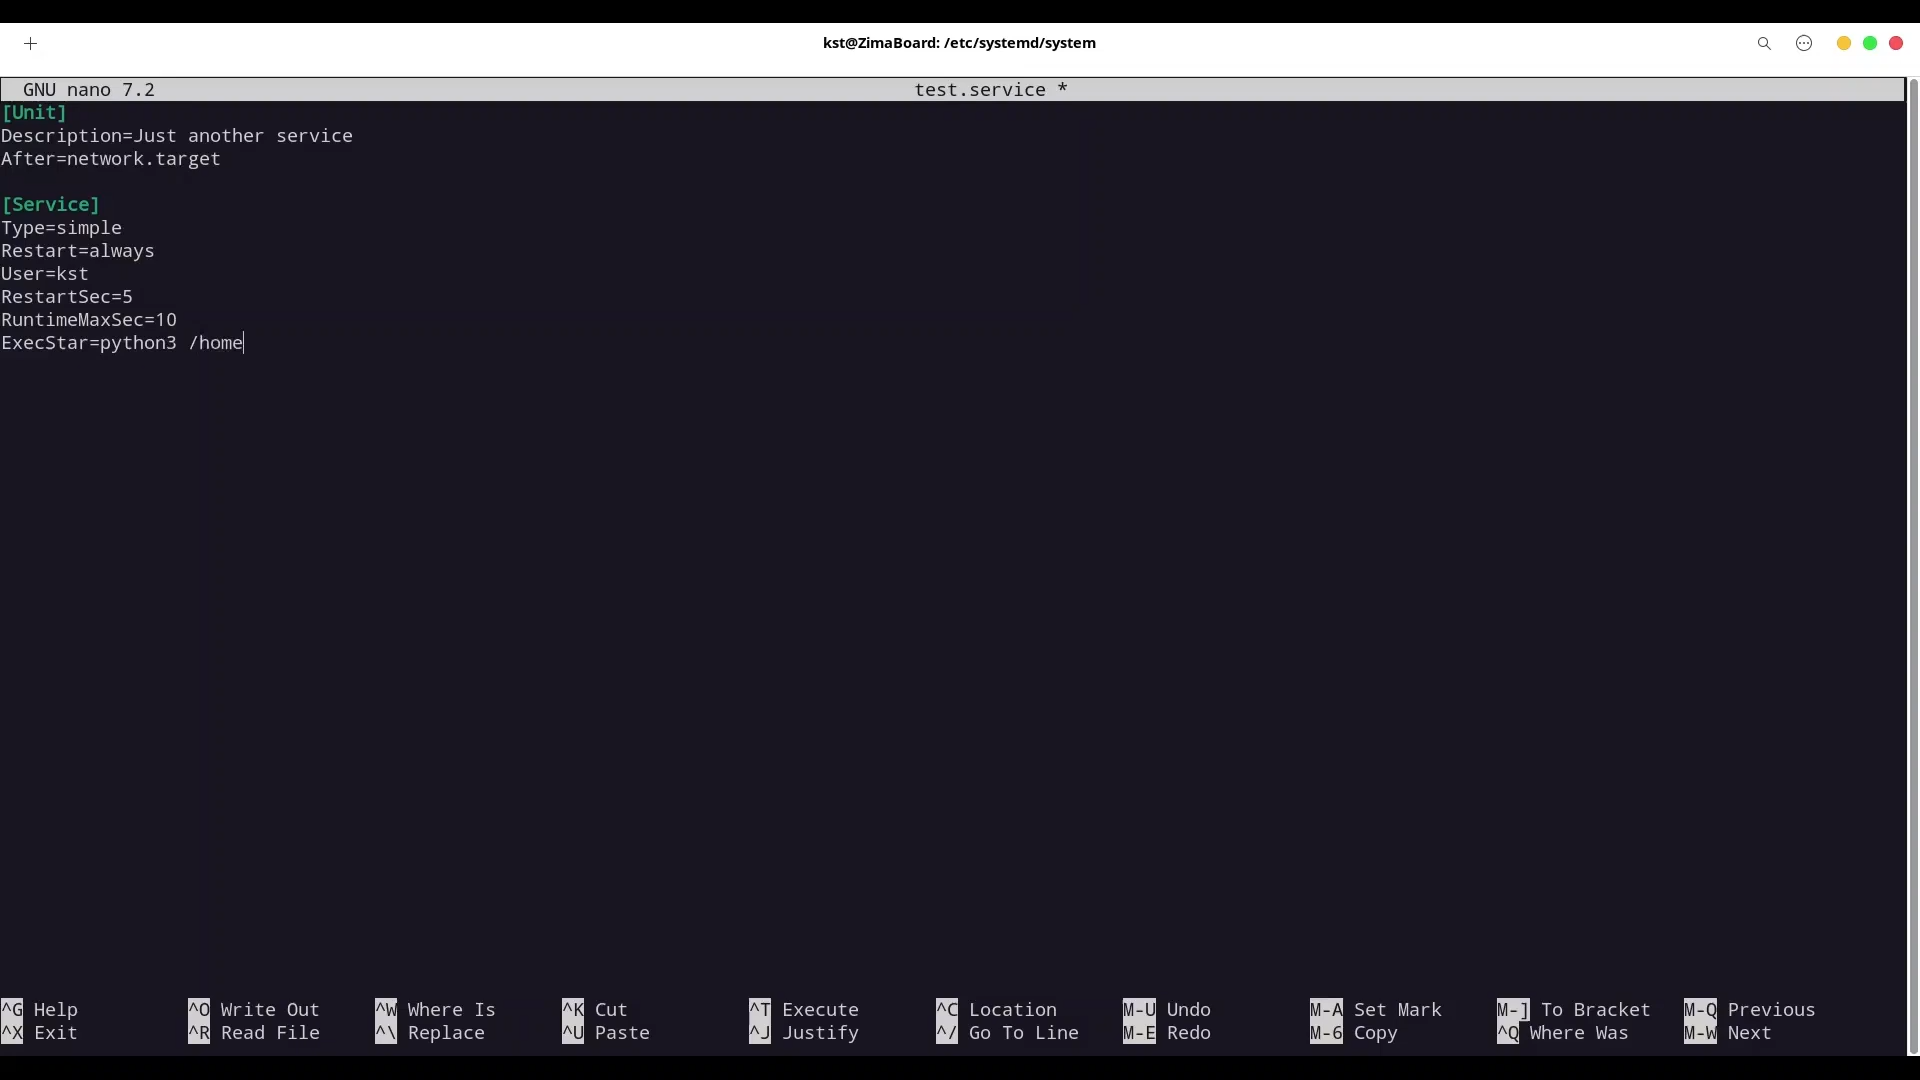 kst@ZimaBoard: /etc/systemd/system
GNU nano 7.2 test.service *
[Unit]
Description=Just another service
After=network.target
[Service]
Type=simple
Restart=always
User=kst
RestartSec=5
RuntimeMaxSec=10
ExecStar=python3 /home
^G Help ^O Write Out ^W Where Is ^K Cut ^T Execute ^C Location M-U Undo M-A Set Mark M-] To Bracket M-Q Previous
^X Exit ^R Read File ^\ Replace ^U Paste ^J Justify ^/ Go To Line M-E Redo M-6 Copy ^Q Where Was M-W Next